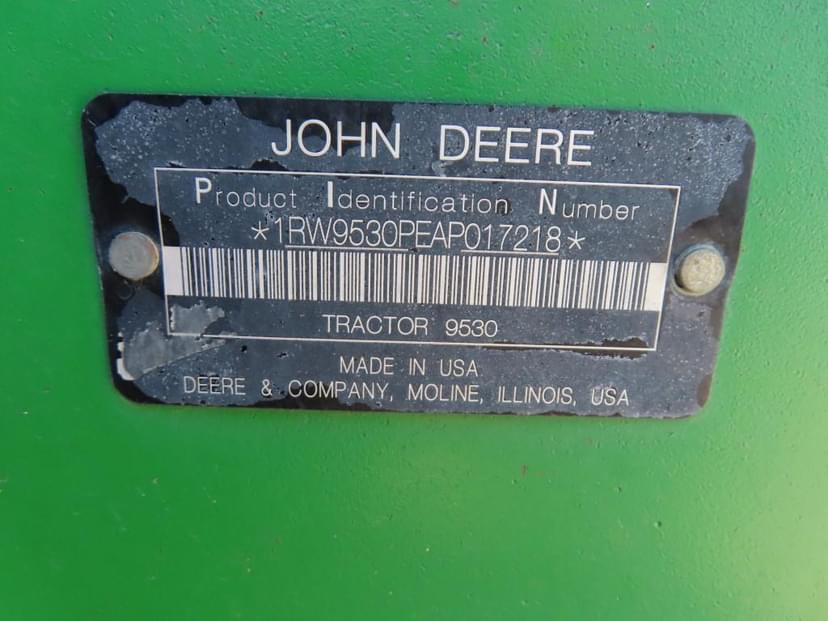 JOHN DEERE
Product Identification Number
*1RW9530PEAP017218*
TRACTOR 9530
MADE IN USA
DEERE & COMPANY, MOLINE, ILLINOIS, USA